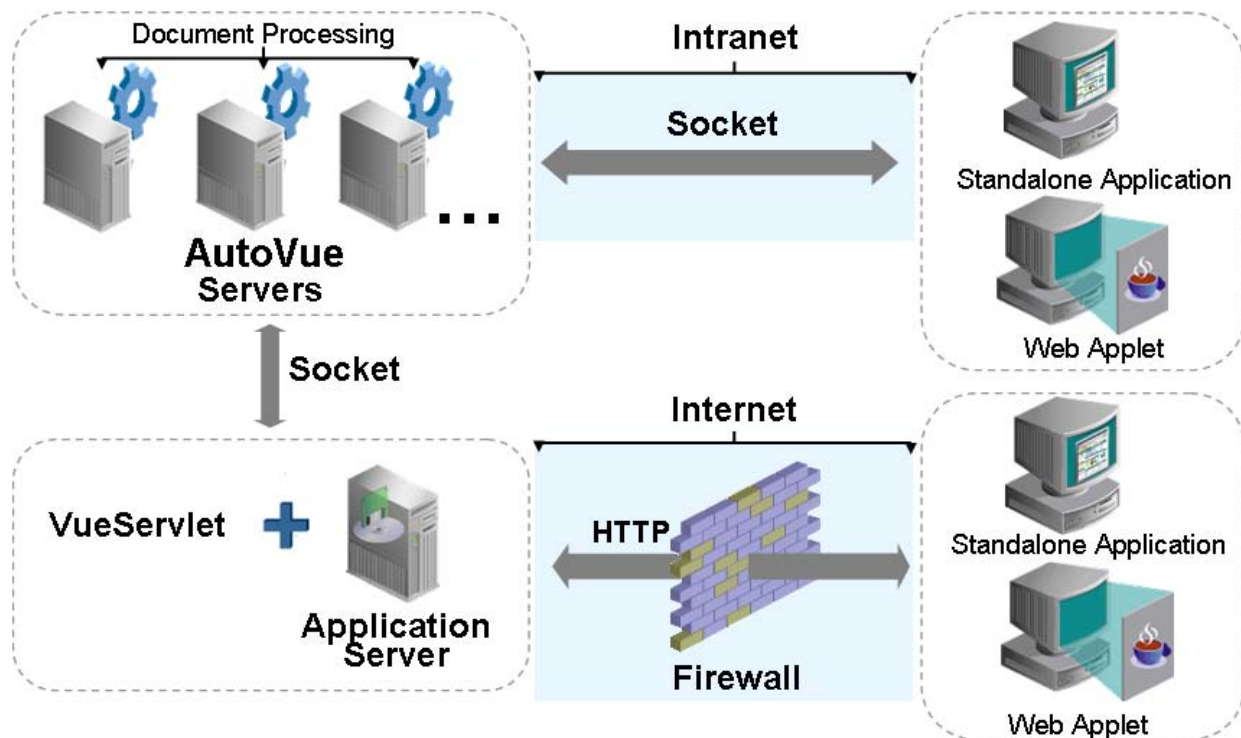 Document Processing
AutoVue
Servers
Intranet
Socket
Standalone Application
Web Applet
Socket
VueServlet
Application
Server
Internet
HTTP
Firewall
Standalone Application
Web Applet